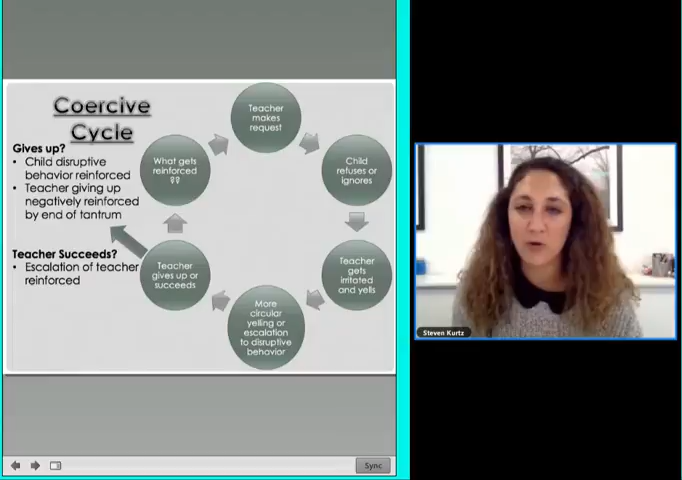 Coercive
Cycle
Gives up?
• Child disruptive
behavior reinforced
• Teacher giving up
negatively reinforced
by end of tantrum
Teacher Succeeds?
• Escalation of teacher
reinforced
Teacher
makes
request
Child
refuses or
ignores
Teacher
gets
irritated
and yells
More
circular
yelling or
escalation
to disruptive
behavior
Teacher
gives up or
succeeds
What gets
reinforced
??
Sync
Steven Kurtz